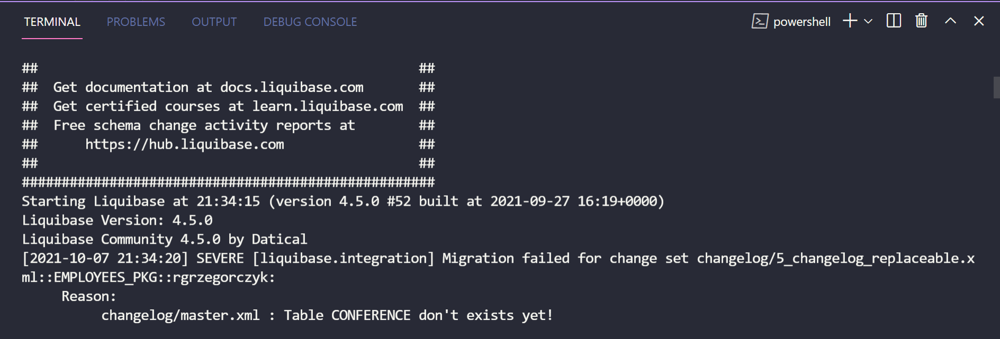 TERMINAL PROBLEMS OUTPUT DEBUG CONSOLE powershell
## ##
## Get documentation at docs.liquibase.com ##
## Get certified courses at learn.liquibase.com ##
## Free schema change activity reports at ##
## https://hub.liquibase.com ##
## ##
####################################################
Starting Liquibase at 21:34:15 (version 4.5.0 #52 built at 2021-09-27 16:19+0000)
Liquibase Version: 4.5.0
Liquibase Community 4.5.0 by Datical
[2021-10-07 21:34:20] SEVERE [liquibase.integration] Migration failed for change set changelog/5_changelog_replaceable.x
ml::EMPLOYEES_PKG::rgrzegorczyk:
Reason:
changelog/master.xml : Table CONFERENCE don't exists yet!